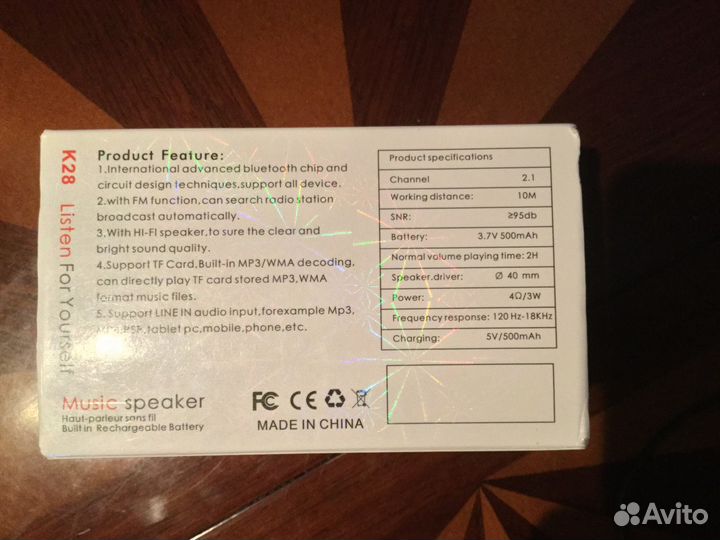 K28 Listen For Yourself
Product Feature:
1.International advanced bluetooth chip and
circuit design techniques,support all device.
2.with FM function,can search radio station
broadcast automatically.
3.With HI-FI speaker,to sure the clear and
bright sound quality.
4.Support TF Card,Built-in MP3/WMA decoding,
can directly play TF card stored MP3,WMA
format music files.
5. Support LINE IN audio input,forexample Mp3,
tablet pc,mobile,phone,etc.
Music speaker
Haut-parleur sans fil
Built in Rechargeable Battery
FC CE
MADE IN CHINA
Product specifications
Channel 2.1
Working distance: 10M
SNR: ≥95db
Battery: 3.7V 500mAh
Normal volume playing time: 2H
Speaker.driver: Ø 40 mm
Power: 4Ω/3W
Frequency response: 120 Hz-18KHz
Charging: 5V/500mAh
Avito